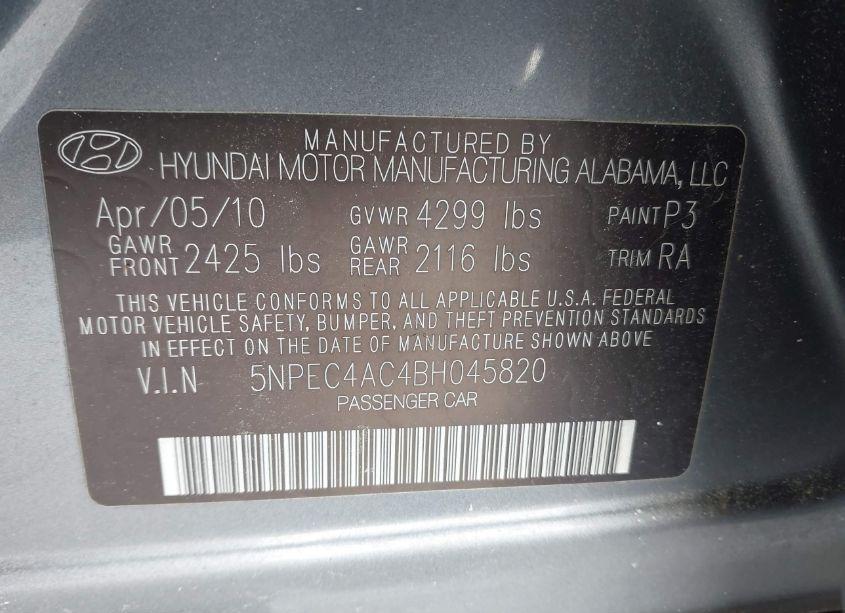 MANUFACTURED BY
HYUNDAI MOTOR MANUFACTURING ALABAMA, LLC
Apr/05/10 GVWR 4299 lbs PAINT P3
GAWR FRONT 2425 lbs GAWR REAR 2116 lbs TRIM RA
THIS VEHICLE CONFORMS TO ALL APPLICABLE U.S.A. FEDERAL
MOTOR VEHICLE SAFETY, BUMPER, AND THEFT PREVENTION STANDARDS
IN EFFECT ON THE DATE OF MANUFACTURE SHOWN ABOVE
V.I.N 5NPEC4AC4BH045820
PASSENGER CAR